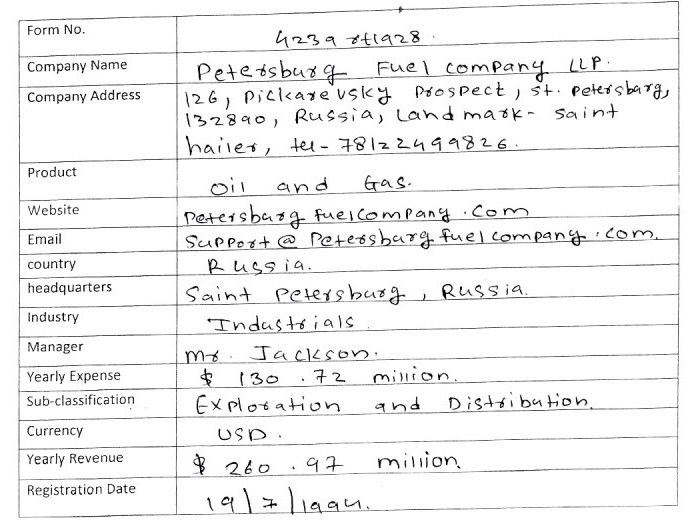 Form No. 4239rt1928.
Company Name Petersburg Fuel company LLP.
Company Address 126, Pickarevsky Prospect, st. Petersburg,
132890, Russia, Landmark- saint
hailer, tel- 78122499826.
Product Oil and Gas.
Website Petersburgfuelcompany.com
Email Support@Petersburgfuelcompany.com.
country Russia.
headquarters Saint Petersburg, Russia.
Industry Industrials.
Manager Mr. Jackson.
Yearly Expense $ 130.72 million.
Sub-classification Exploration and Distribution.
Currency USD.
Yearly Revenue $ 260.97 million.
Registration Date 19/7/1994.